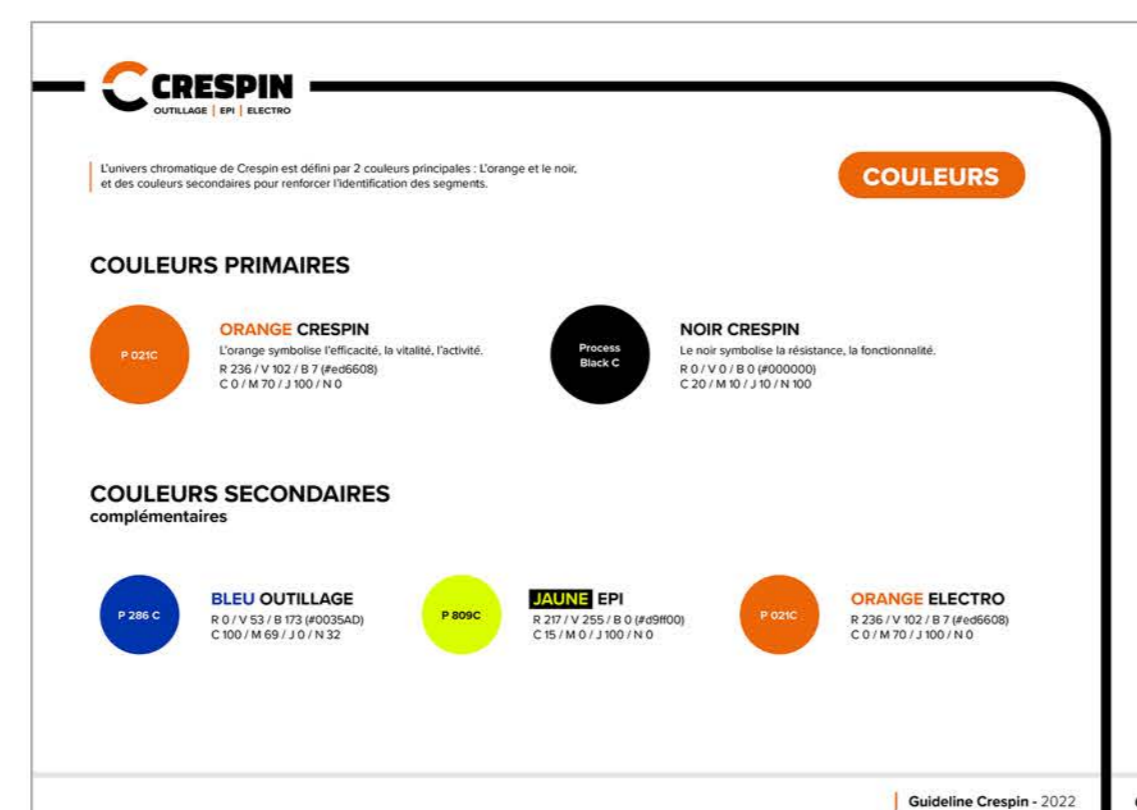 CRESPIN
OUTILLAGE | EPI | ELECTRO
L'univers chromatique de Crespin est défini par 2 couleurs principales : L'orange et le noir,
et des couleurs secondaires pour renforcer l'identification des segments.
COULEURS
COULEURS PRIMAIRES
P 021C
ORANGE CRESPIN
L'orange symbolise l'efficacité, la vitalité, l'activité.
R 236 / V 102 / B 7 (#ed6608)
C 0 / M 70 / J 100 / N 0
Process
Black C
NOIR CRESPIN
Le noir symbolise la résistance, la fonctionnalité.
R 0 / V 0 / B 0 (#000000)
C 20 / M 10 / J 10 / N 100
COULEURS SECONDAIRES
complémentaires
P 286 C
BLEU OUTILLAGE
R 0 / V 53 / B 173 (#0035AD)
C 100 / M 69 / J 0 / N 32
P 809C
JAUNE EPI
R 217 / V 255 / B 0 (#d9ff00)
C 15 / M 0 / J 100 / N 0
P 021C
ORANGE ELECTRO
R 236 / V 102 / B 7 (#ed6608)
C 0 / M 70 / J 100 / N 0
Guideline Crespin - 2022